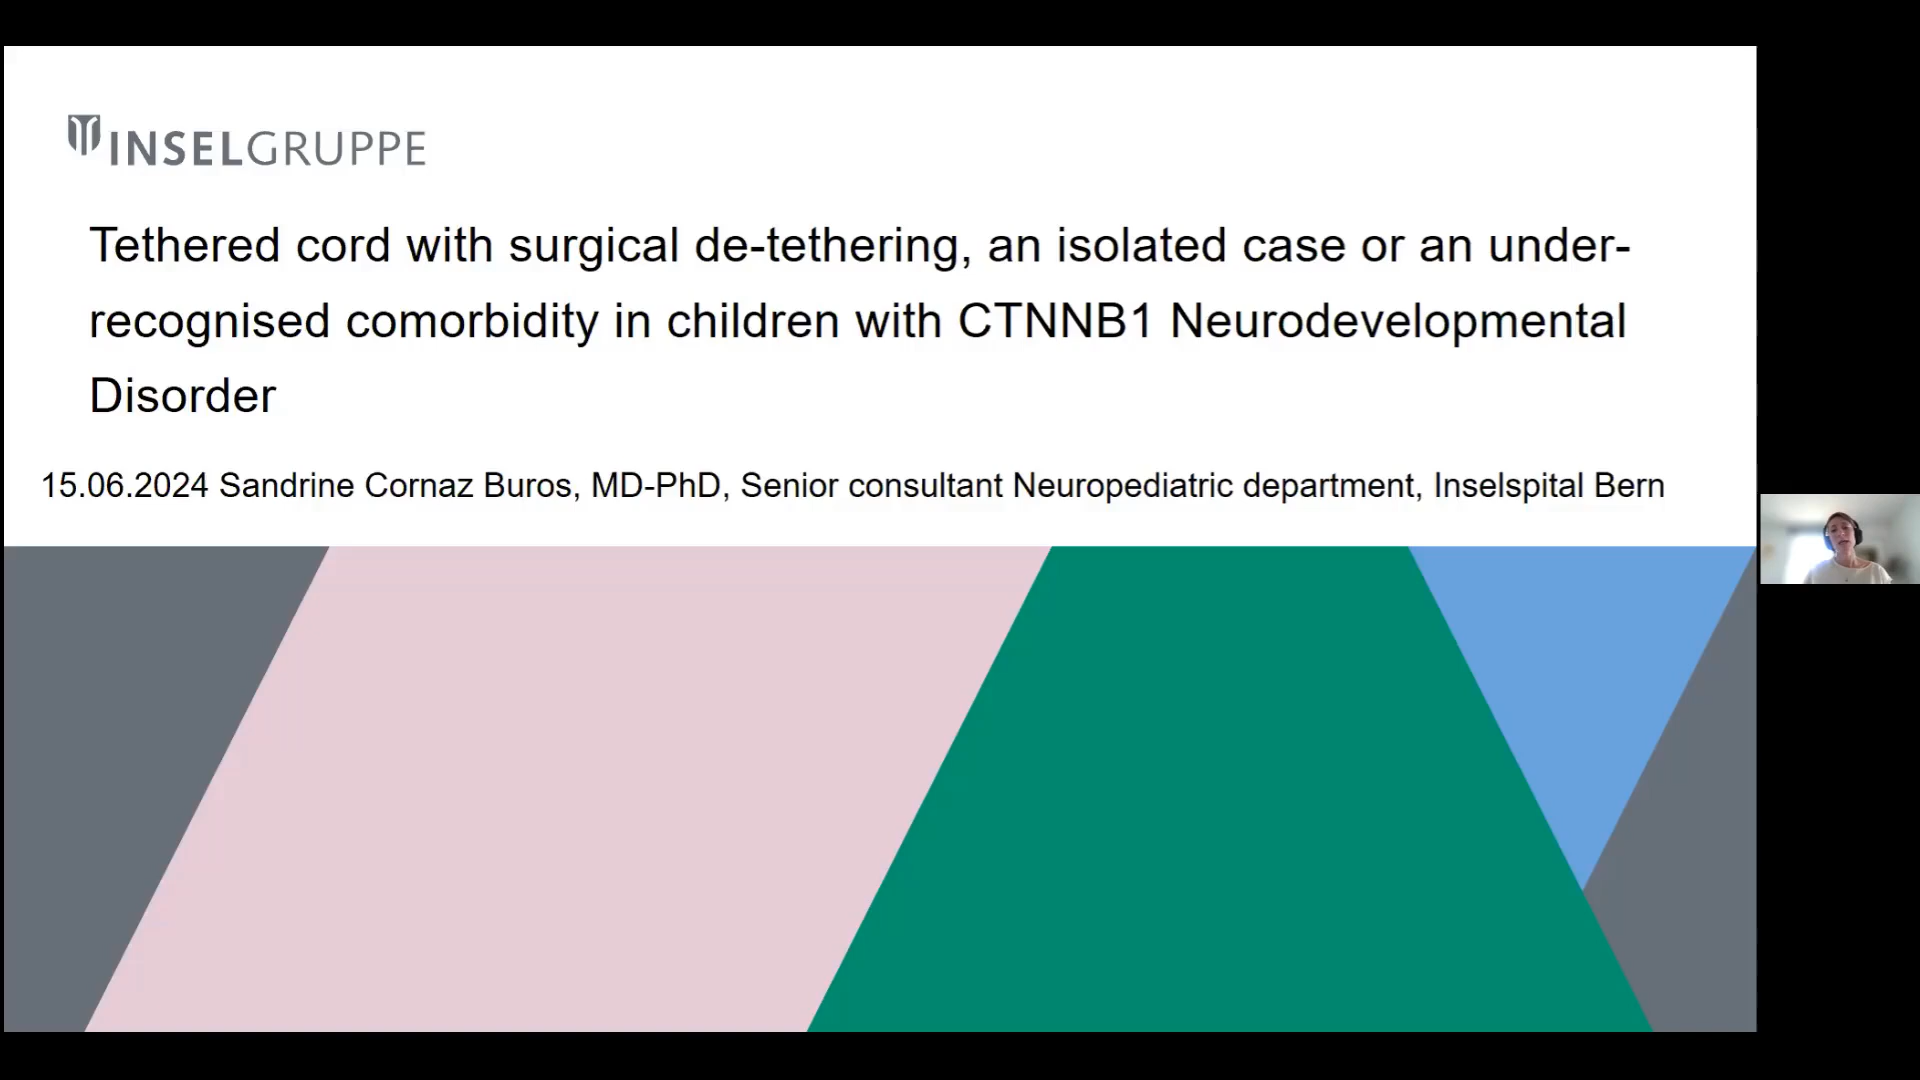 INSELGRUPPE
Tethered cord with surgical de-tethering, an isolated case or an under-
recognised comorbidity in children with CTNNB1 Neurodevelopmental
Disorder
15.06.2024 Sandrine Cornaz Buros, MD-PhD, Senior consultant Neuropediatric department, Inselspital Bern